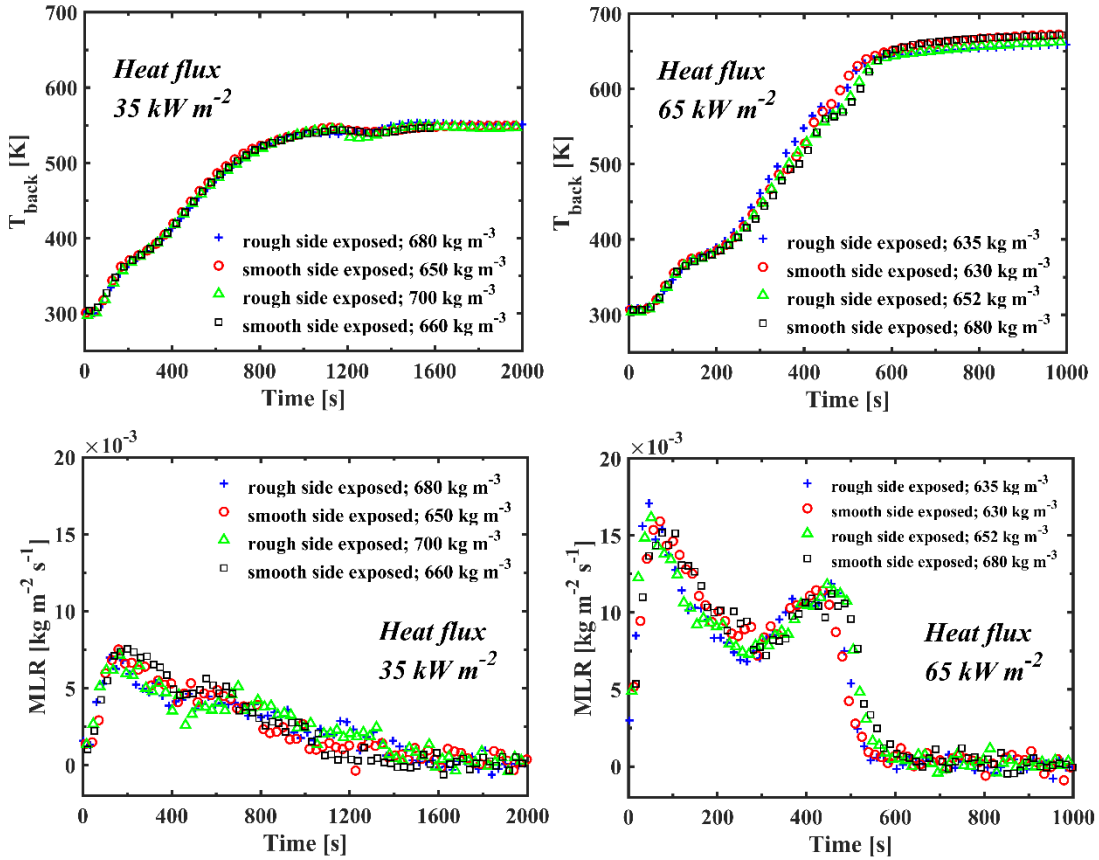 700
600
500
400
300
T_back [K]
Heat flux
35 kW m⁻²
rough side exposed; 680 kg m⁻³
smooth side exposed; 650 kg m⁻³
rough side exposed; 700 kg m⁻³
smooth side exposed; 660 kg m⁻³
0 400 800 1200 1600 2000
Time [s]
700
600
500
400
300
T_back [K]
Heat flux
65 kW m⁻²
rough side exposed; 635 kg m⁻³
smooth side exposed; 630 kg m⁻³
rough side exposed; 652 kg m⁻³
smooth side exposed; 680 kg m⁻³
0 200 400 600 800 1000
Time [s]
×10⁻³
20
15
10
5
0
MLR [kg m⁻² s⁻¹]
rough side exposed; 680 kg m⁻³
smooth side exposed; 650 kg m⁻³
rough side exposed; 700 kg m⁻³
smooth side exposed; 660 kg m⁻³
Heat flux
35 kW m⁻²
0 400 800 1200 1600 2000
Time [s]
×10⁻³
20
15
10
5
0
MLR [kg m⁻² s⁻¹]
rough side exposed; 635 kg m⁻³
smooth side exposed; 630 kg m⁻³
rough side exposed; 652 kg m⁻³
smooth side exposed; 680 kg m⁻³
Heat flux
65 kW m⁻²
0 200 400 600 800 1000
Time [s]